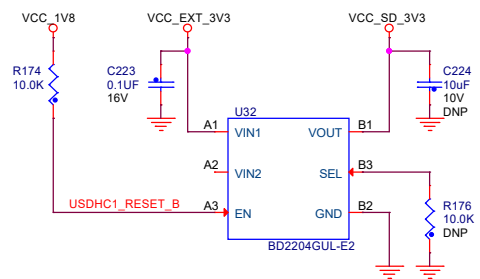 VCC_1V8
VCC_EXT_3V3
VCC_SD_3V3
R174
10.0K
C223
0.1UF
16V
C224
10uF
10V
DNP
U32
A1
VIN1
VOUT
B1
A2
VIN2
SEL
B3
USDHC1_RESET_B
A3
EN
GND
B2
R176
10.0K
DNP
BD2204GUL-E2